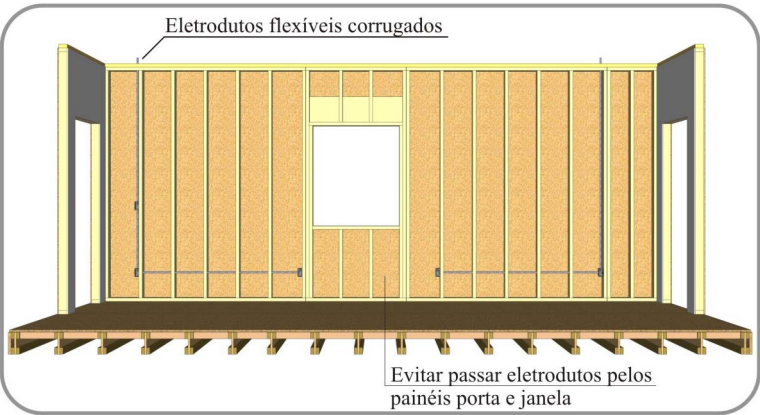 Eletrodutos flexíveis corrugados
Evitar passar eletrodutos pelos
painéis porta e janela